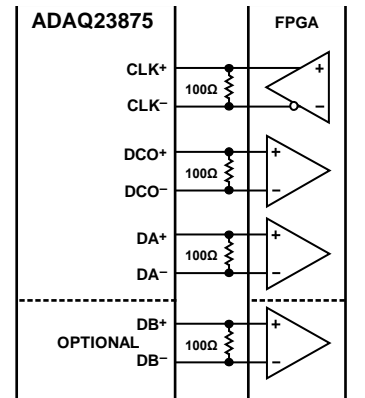 ADAQ23875 FPGA
CLK+
100Ω
CLK−
+
−
DCO+
100Ω
DCO−
+
−
DA+
100Ω
DA−
+
−
OPTIONAL
DB+
100Ω
DB−
+
−